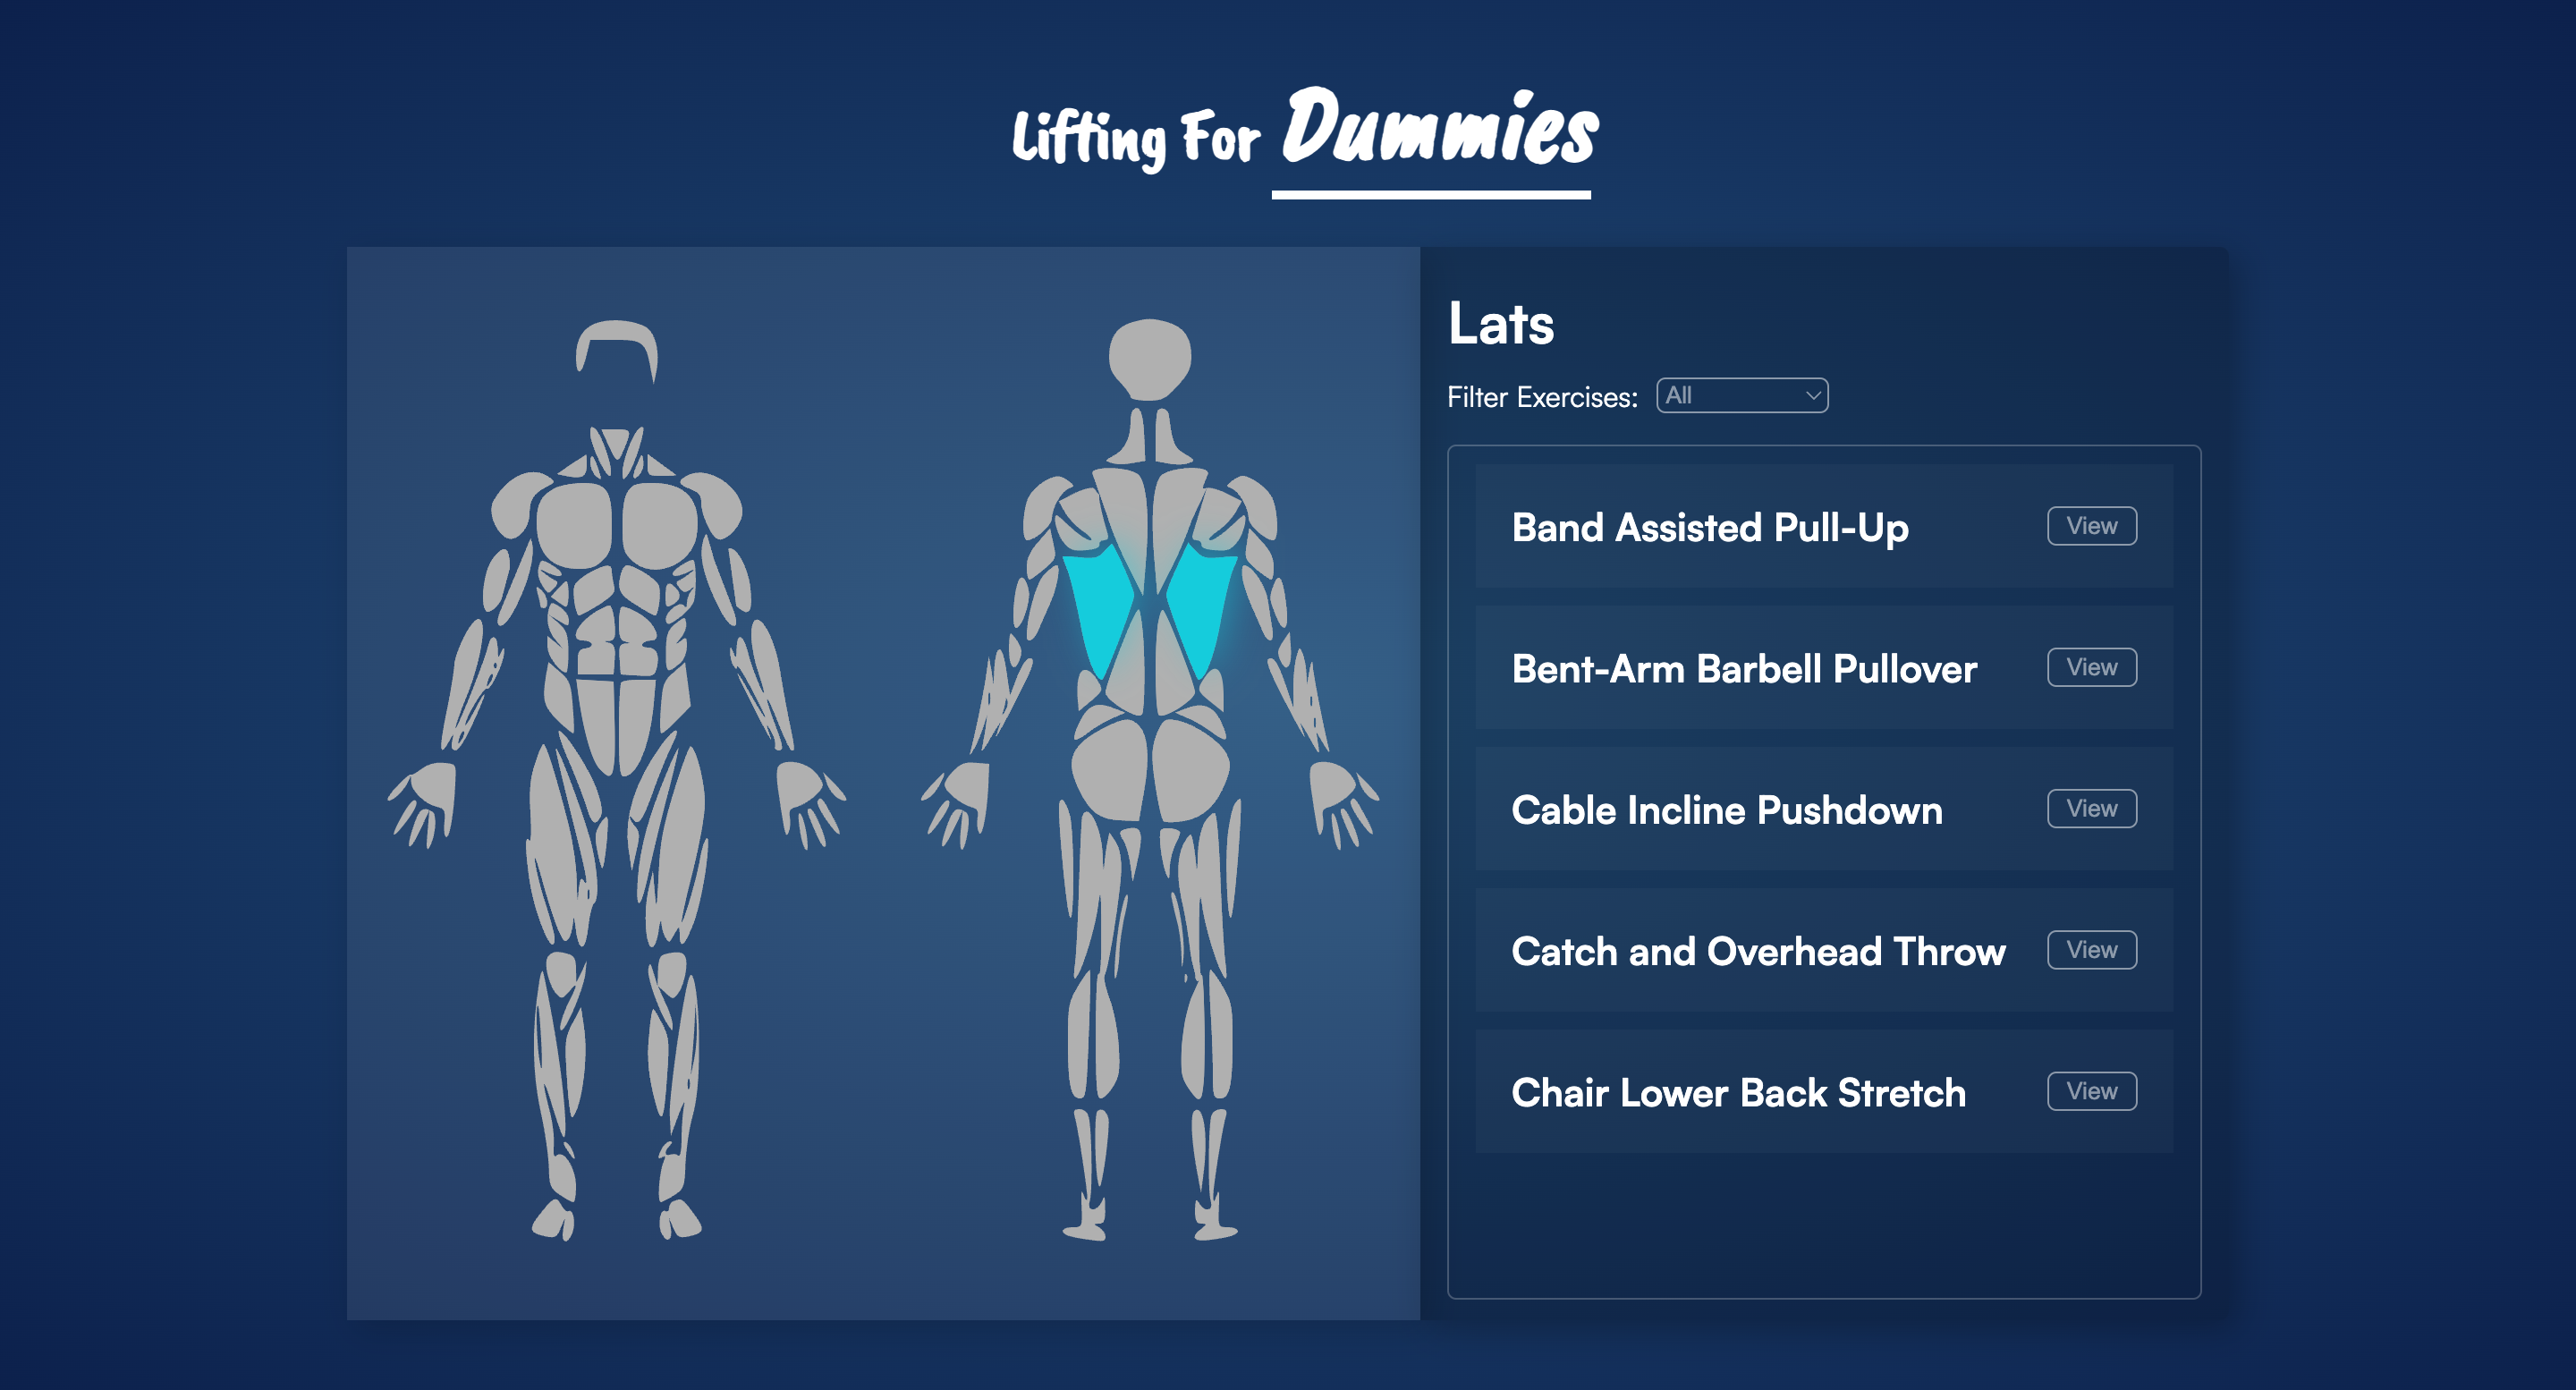 Lifting For Dummies
Lats
Filter Exercises: All
Band Assisted Pull-Up View
Bent-Arm Barbell Pullover View
Cable Incline Pushdown View
Catch and Overhead Throw View
Chair Lower Back Stretch View